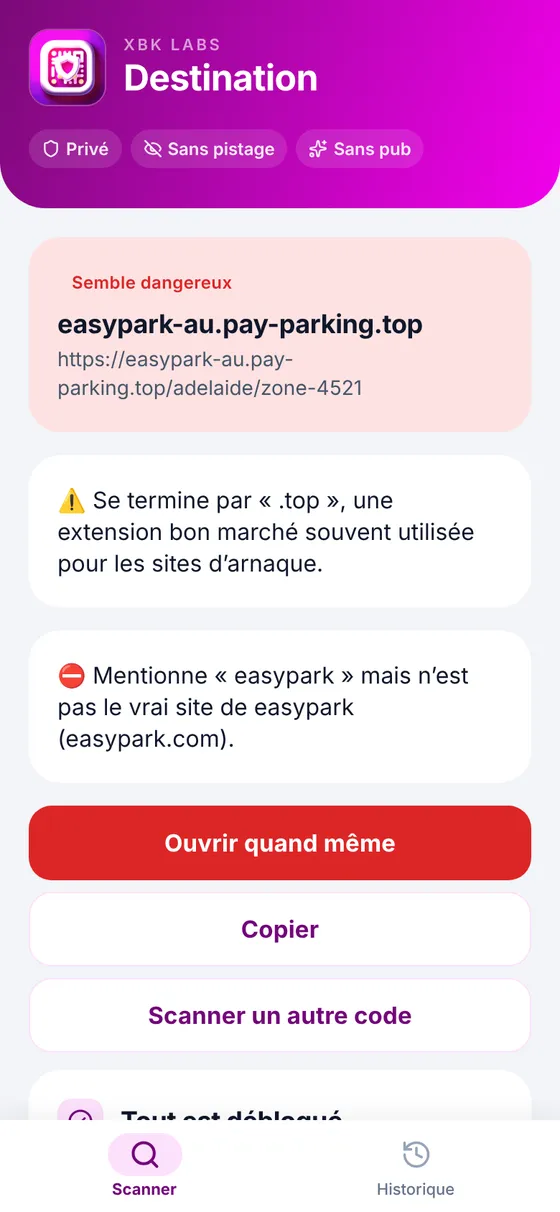 XBK LABS
Destination
Privé
Sans pistage
Sans pub
Semble dangereux
easypark-au.pay-parking.top
https://easypark-au.pay-
parking.top/adelaide/zone-4521
⚠️ Se termine par « .top », une
extension bon marché souvent utilisée
pour les sites d’arnaque.
⛔ Mentionne « easypark » mais n’est
pas le vrai site de easypark
(easypark.com).
Ouvrir quand même
Copier
Scanner un autre code
Tout est débloqué
Scanner
Historique